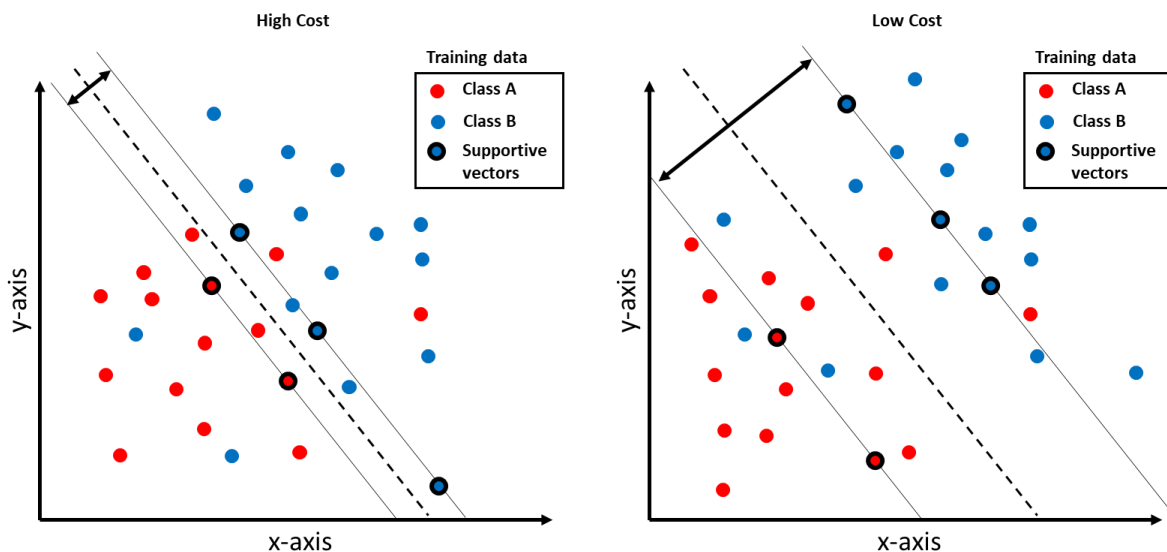 High Cost
Training data
Class A
Class B
Supportive
vectors
y-axis
x-axis
Low Cost
Training data
Class A
Class B
Supportive
vectors
y-axis
x-axis